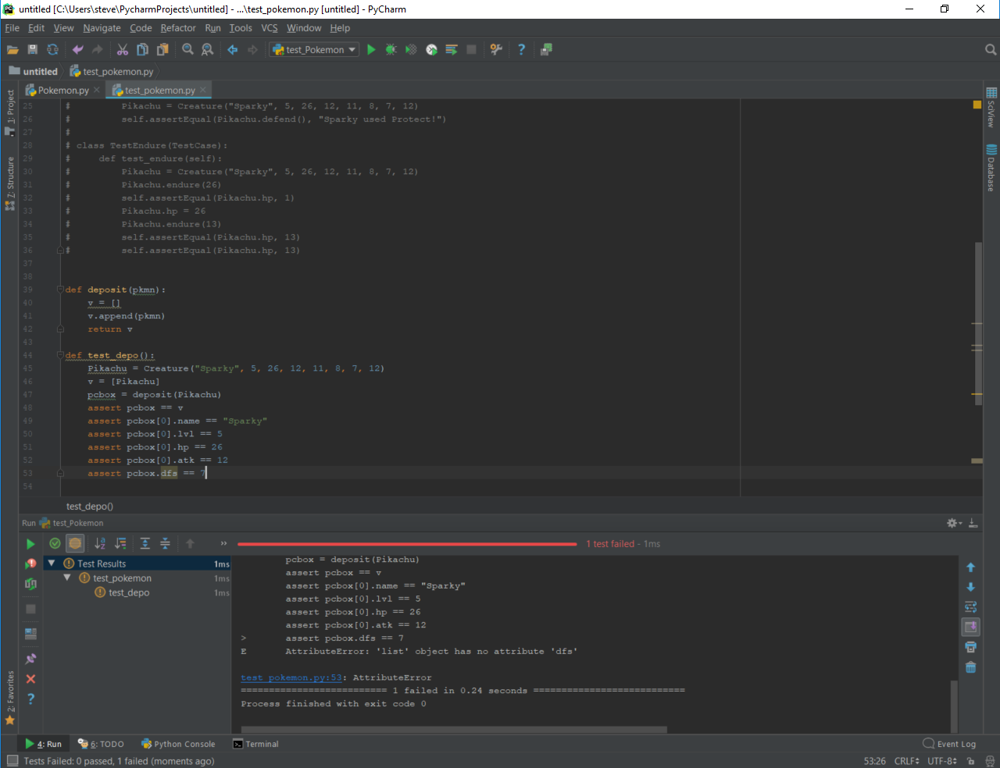 untitled [C:\Users\steve\PycharmProjects\untitled] - ...\test_pokemon.py [untitled] - PyCharm
File Edit View Navigate Code Refactor Run Tools VCS Window Help
test_Pokemon
untitled test_pokemon.py
Pokemon.py test_pokemon.py
1: Project
Z: Structure
2: Favorites
SciView
Database
25 #         Pikachu = Creature("Sparky", 5, 26, 12, 11, 8, 7, 12)
26 #         self.assertEqual(Pikachu.defend(), "Sparky used Protect!")
27 #
28 # class TestEndure(TestCase):
29 #     def test_endure(self):
30 #         Pikachu = Creature("Sparky", 5, 26, 12, 11, 8, 7, 12)
31 #         Pikachu.endure(26)
32 #         self.assertEqual(Pikachu.hp, 1)
33 #         Pikachu.hp = 26
34 #         Pikachu.endure(13)
35 #         self.assertEqual(Pikachu.hp, 13)
36 #         self.assertEqual(Pikachu.hp, 13)
37
38
39 def deposit(pkmn):
40     v = []
41     v.append(pkmn)
42     return v
43
44 def test_depo():
45     Pikachu = Creature("Sparky", 5, 26, 12, 11, 8, 7, 12)
46     v = [Pikachu]
47     pcbox = deposit(Pikachu)
48     assert pcbox == v
49     assert pcbox[0].name == "Sparky"
50     assert pcbox[0].lvl == 5
51     assert pcbox[0].hp == 26
52     assert pcbox[0].atk == 12
53     assert pcbox.dfs == 7
54
test_depo()
Run test_Pokemon
1 test failed - 1ms
Test Results 1ms
test_pokemon 1ms
test_depo 1ms
pcbox = deposit(Pikachu)
assert pcbox == v
assert pcbox[0].name == "Sparky"
assert pcbox[0].lvl == 5
assert pcbox[0].hp == 26
assert pcbox[0].atk == 12
>       assert pcbox.dfs == 7
E       AttributeError: 'list' object has no attribute 'dfs'
test_pokemon.py:53: AttributeError
========================== 1 failed in 0.24 seconds ===========================
Process finished with exit code 0
4: Run 6: TODO Python Console Terminal Event Log
Tests Failed: 0 passed, 1 failed (moments ago) 53:26 CRLF UTF-8